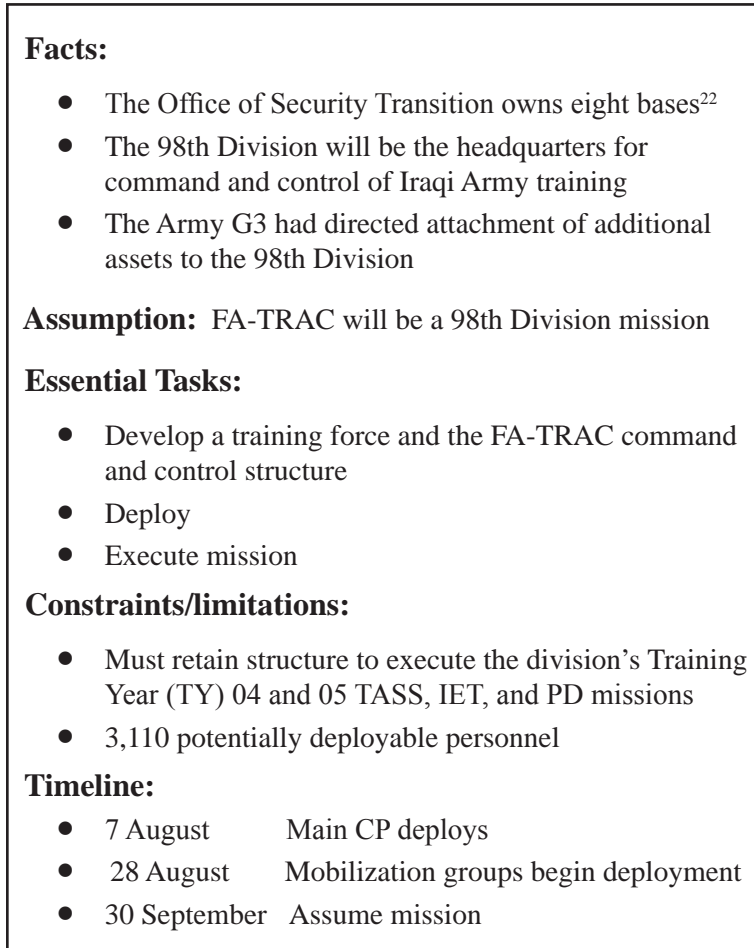 Facts:
● The Office of Security Transition owns eight bases²²
● The 98th Division will be the headquarters for
command and control of Iraqi Army training
● The Army G3 had directed attachment of additional
assets to the 98th Division
Assumption: FA-TRAC will be a 98th Division mission
Essential Tasks:
● Develop a training force and the FA-TRAC command
and control structure
● Deploy
● Execute mission
Constraints/limitations:
● Must retain structure to execute the division’s Training
Year (TY) 04 and 05 TASS, IET, and PD missions
● 3,110 potentially deployable personnel
Timeline:
● 7 August Main CP deploys
● 28 August Mobilization groups begin deployment
● 30 September Assume mission